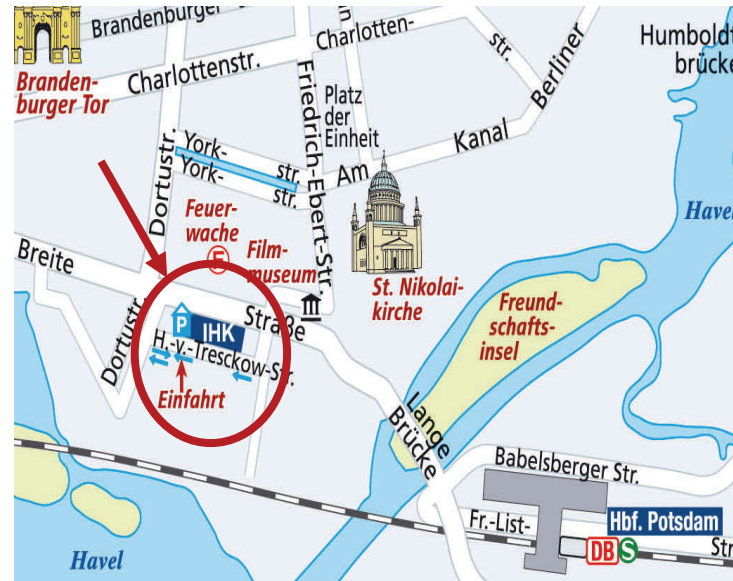 Brandenburger
Branden-
burger Tor
Charlottenstr.
Charlotten-
str.
Berliner
Humboldt
brücke
Friedrich-Ebert-Str.
Platz
der
Einheit
Dortustr.
York-
str.
York-
str.
Am
Kanal
Havel
Feuer-
wache
F
Film-
museum
St. Nikolai-
kirche
Freund-
schafts-
insel
Breite
Straße
Dortustr.
P
IHK
H.-v.-Tresckow-Str.
Einfahrt
Lange
Brücke
Babelsberger Str.
Fr.-List-
Str
Hbf. Potsdam
DB
S
Havel